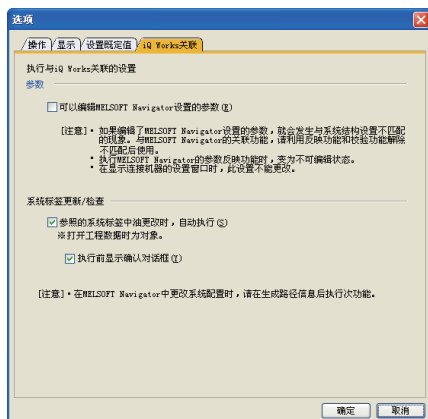 选项
操作 显示 设置既定值 iQ Works关联
执行与iQ Works关联的设置
参数
可以编辑MELSOFT Navigator设置的参数(E)
[注意]・如果编辑了MELSOFT Navigator设置的参数，就会发生与系统结构设置不匹配
的现象。与MELSOFT Navigator的关联功能，请利用反映功能和校验功能解除
不匹配后使用。
・执行MELSOFT Navigator的参数反映功能时，变为不可编辑状态。
・在显示连接机器的设置窗口时，此设置不能更改。
系统标签更新/检查
参照的系统标签中油更改时，自动执行(S)
※打开工程数据时为对象。
执行前显示确认对话框(Y)
[注意]・在MELSOFT Navigator中更改系统配置时，请在生成路径信息后执行次功能。
确定 取消